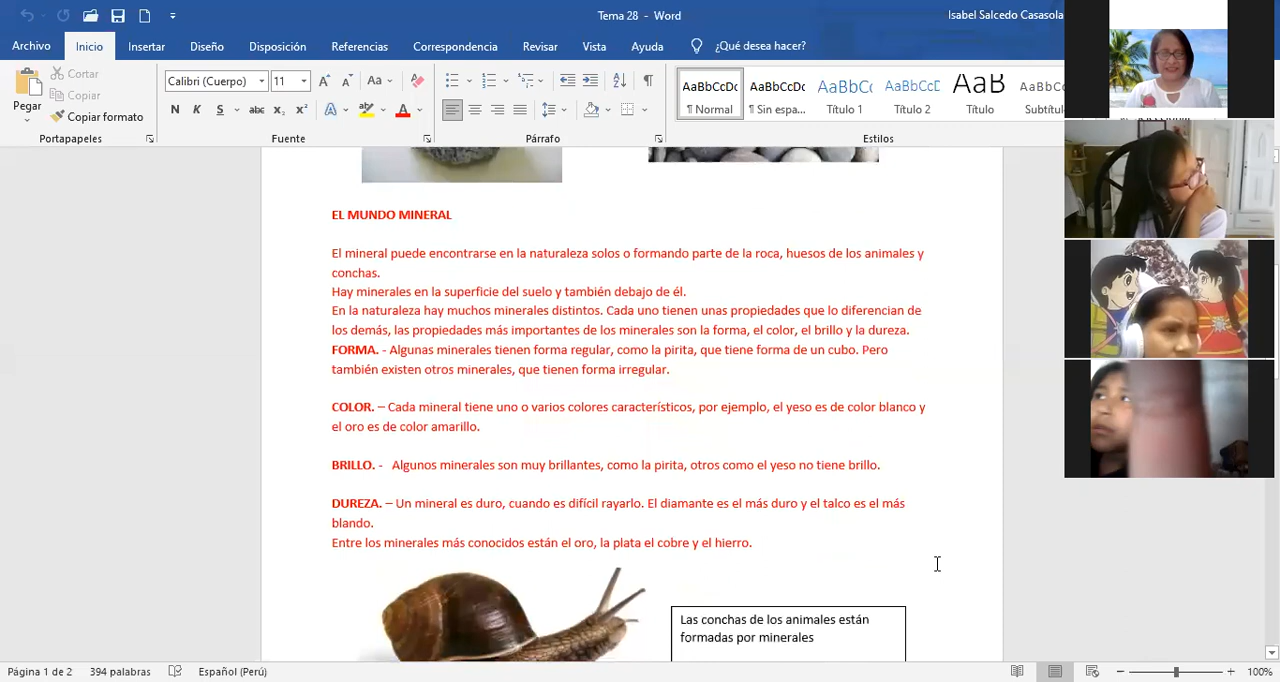 Tema 28 - Word
Isabel Salcedo Casasola
Archivo Inicio Insertar Diseño Disposición Referencias Correspondencia Revisar Vista Ayuda ¿Qué desea hacer?
Pegar
Cortar
Copiar
Copiar formato
Portapapeles
Calibri (Cuerpo) 11
N K S abc x₂ x²
Fuente
Párrafo
AaBbCcDc
¶ Normal
AaBbCcDc
¶ Sin espa...
AaBbCc
Título 1
AaBbCcD
Título 2
AaB
Título
AaBbCc
Subtítul
Estilos
EL MUNDO MINERAL
El mineral puede encontrarse en la naturaleza solos o formando parte de la roca, huesos de los animales y
conchas.
Hay minerales en la superficie del suelo y también debajo de él.
En la naturaleza hay muchos minerales distintos. Cada uno tienen unas propiedades que lo diferencian de
los demás, las propiedades más importantes de los minerales son la forma, el color, el brillo y la dureza.
FORMA. - Algunas minerales tienen forma regular, como la pirita, que tiene forma de un cubo. Pero
también existen otros minerales, que tienen forma irregular.
COLOR. – Cada mineral tiene uno o varios colores característicos, por ejemplo, el yeso es de color blanco y
el oro es de color amarillo.
BRILLO. - Algunos minerales son muy brillantes, como la pirita, otros como el yeso no tiene brillo.
DUREZA. – Un mineral es duro, cuando es difícil rayarlo. El diamante es el más duro y el talco es el más
blando.
Entre los minerales más conocidos están el oro, la plata el cobre y el hierro.
Las conchas de los animales están
formadas por minerales
Página 1 de 2 394 palabras Español (Perú) 100%